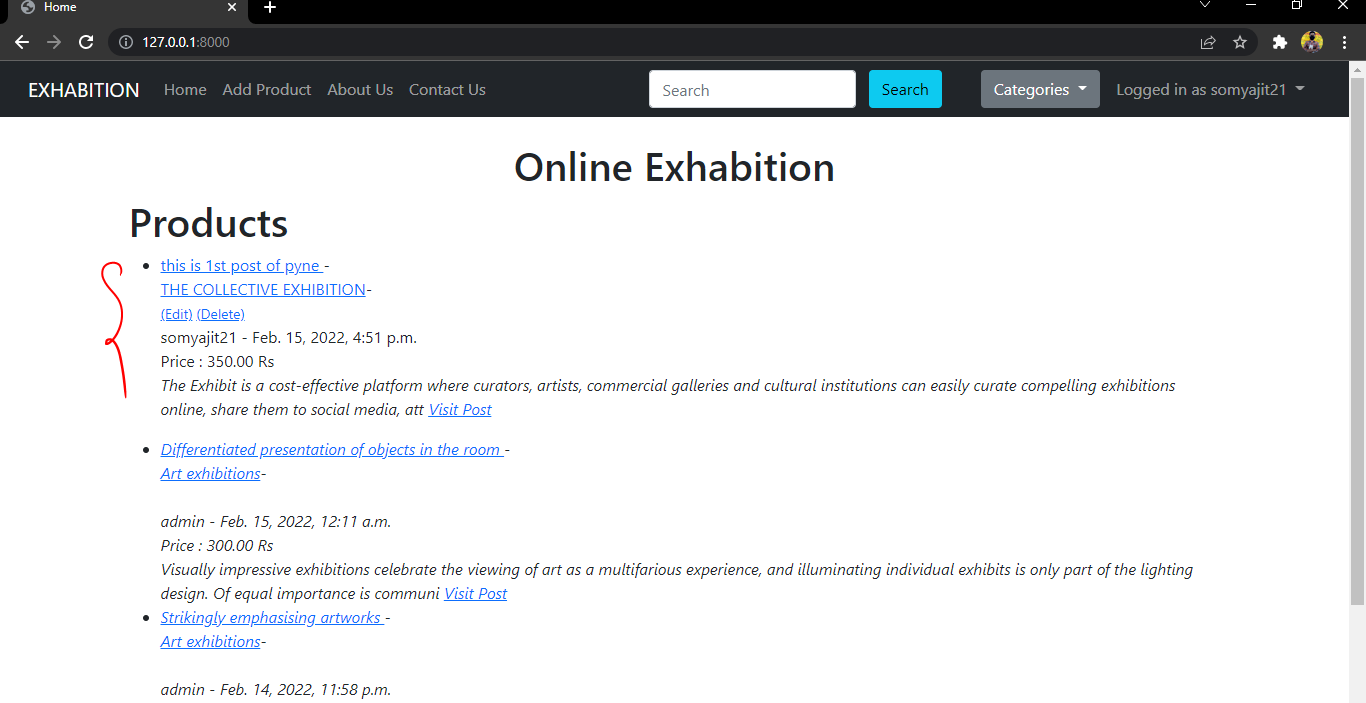 Home
127.0.0.1:8000
EXHABITION Home Add Product About Us Contact Us Search Search Categories Logged in as somyajit21
Online Exhabition
Products
this is 1st post of pyne -
THE COLLECTIVE EXHIBITION-
(Edit) (Delete)
somyajit21 - Feb. 15, 2022, 4:51 p.m.
Price : 350.00 Rs
The Exhibit is a cost-effective platform where curators, artists, commercial galleries and cultural institutions can easily curate compelling exhibitions
online, share them to social media, att Visit Post
Differentiated presentation of objects in the room -
Art exhibitions-
admin - Feb. 15, 2022, 12:11 a.m.
Price : 300.00 Rs
Visually impressive exhibitions celebrate the viewing of art as a multifarious experience, and illuminating individual exhibits is only part of the lighting
design. Of equal importance is communi Visit Post
Strikingly emphasising artworks -
Art exhibitions-
admin - Feb. 14, 2022, 11:58 p.m.